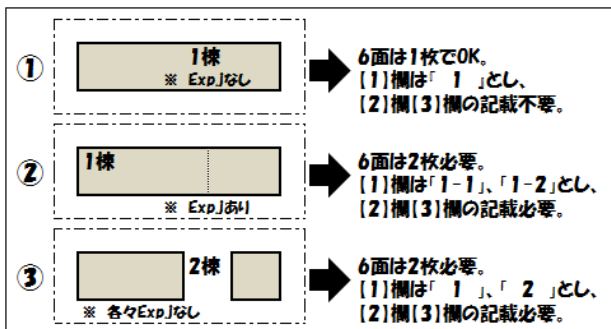 ①
1棟
※ Exp.Jなし
6面は1枚でOK。
【1】欄は「 1 」とし、
【2】欄【3】欄の記載不要。
②
1棟
※ Exp.Jあり
6面は2枚必要。
【1】欄は「1-1」、「1-2」とし、
【2】欄【3】欄の記載必要。
③
2棟
※ 各々Exp.Jなし
6面は2枚必要。
【1】欄は「 1 」、「 2 」とし、
【2】欄【3】欄の記載必要。